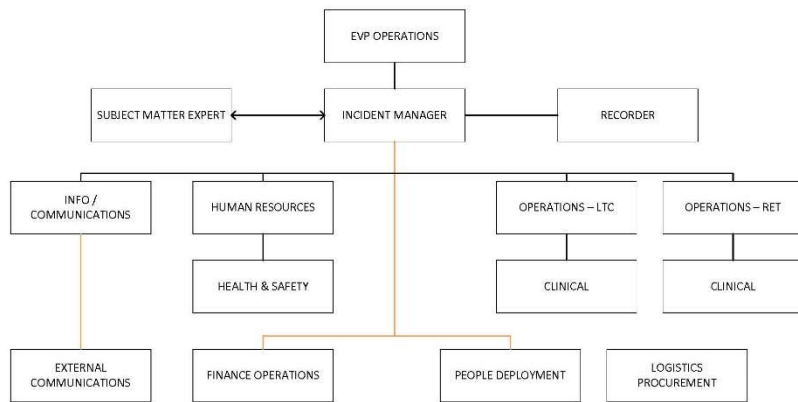 EVP OPERATIONS
SUBJECT MATTER EXPERT
INCIDENT MANAGER
RECORDER
INFO /
COMMUNICATIONS
HUMAN RESOURCES
OPERATIONS – LTC
OPERATIONS – RET
HEALTH & SAFETY
CLINICAL
CLINICAL
EXTERNAL
COMMUNICATIONS
FINANCE OPERATIONS
PEOPLE DEPLOYMENT
LOGISTICS
PROCUREMENT